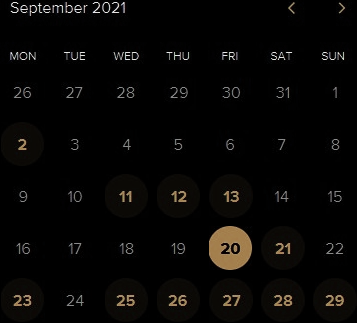 September 2021
MON TUE WED THU FRI SAT SUN
26 27 28 29 30 31 1
2 3 4 5 6 7 8
9 10 11 12 13 14 15
16 17 18 19 20 21 22
23 24 25 26 27 28 29